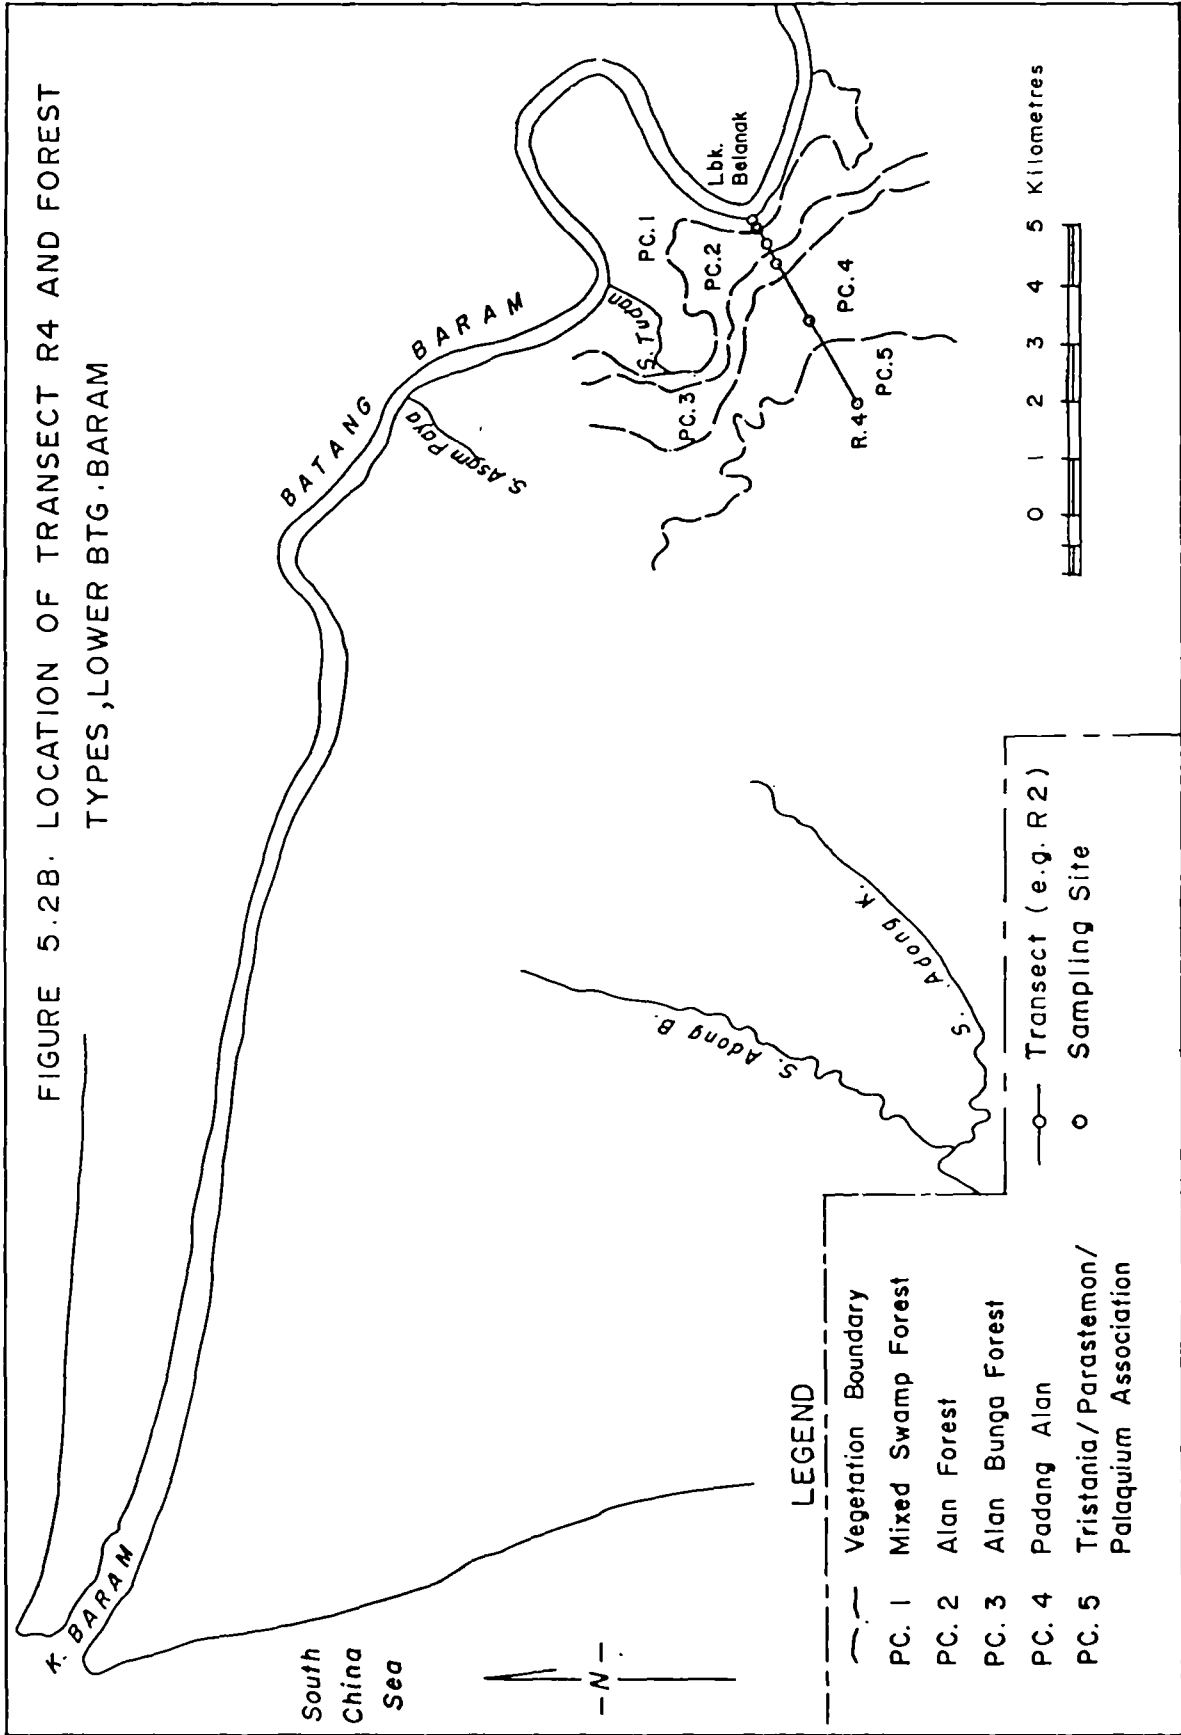 FIGURE 5.2B. LOCATION OF TRANSECT R4 AND FOREST
TYPES, LOWER BTG. BARAM
K. BARAM
BATANG BARAM
South
China
Sea
-N-
S. Asam Paya
S. Tudan
Lbk.
Belanak
PC.1
PC.2
PC.3
PC.4
PC.5
R.4
S. Adong B.
S. Adong K.
0 1 2 3 4 5 Kilometres
LEGEND
Vegetation Boundary
PC. 1 Mixed Swamp Forest
PC. 2 Alan Forest
PC. 3 Alan Bunga Forest
PC. 4 Padang Alan
PC. 5 Tristania/Parastemon/
Palaquium Association
Transect (e.g. R2)
Sampling Site